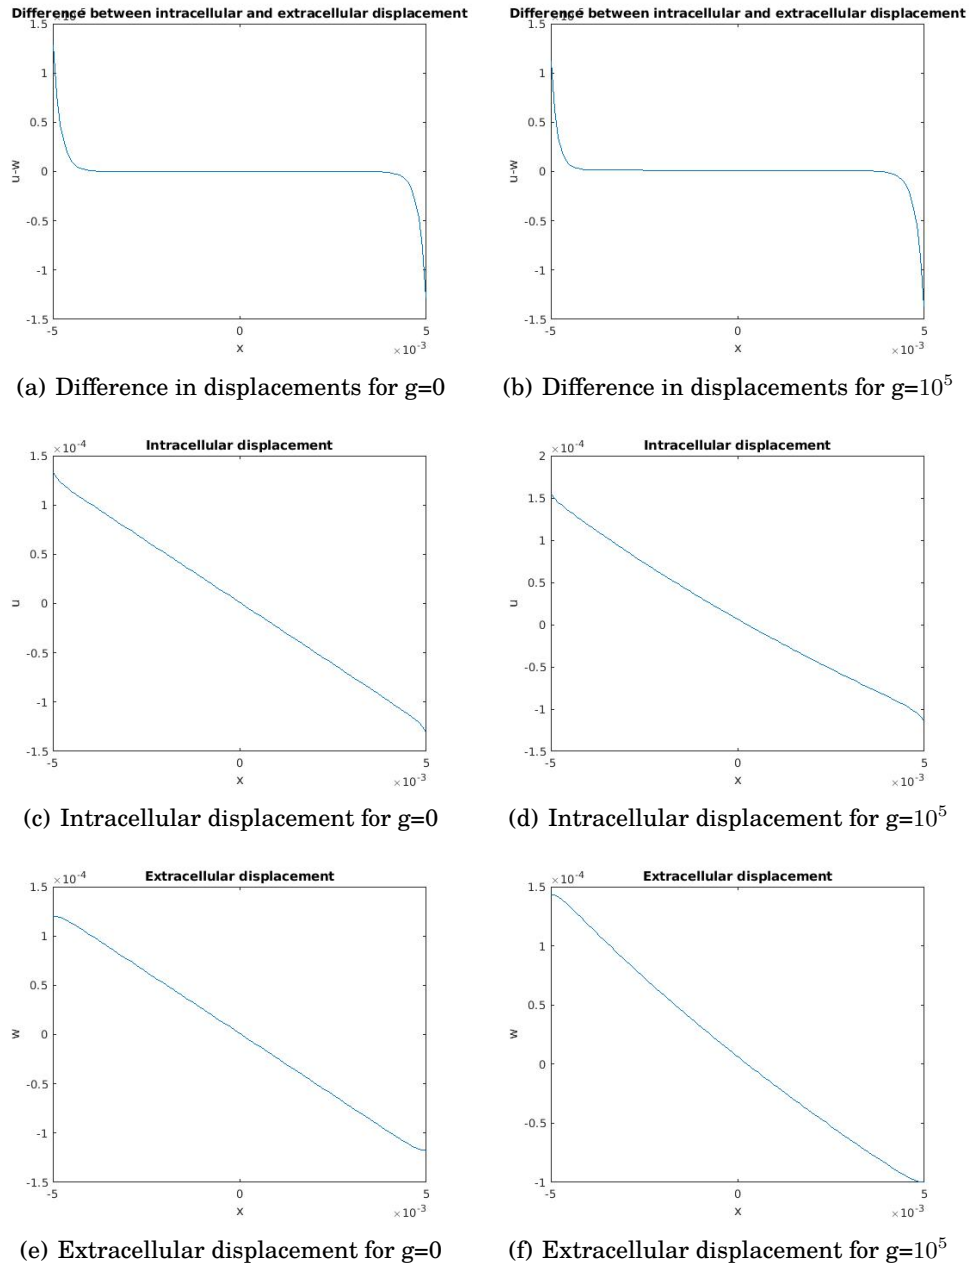 Difference between intracellular and extracellular displacement
1.5
1
0.5
0
-0.5
-1
-1.5
u-w
-5 0 5
x
×10⁻³
(a) Difference in displacements for g=0
Difference between intracellular and extracellular displacement
1.5
1
0.5
0
-0.5
-1
-1.5
u-w
-5 0 5
x
×10⁻³
(b) Difference in displacements for g=10⁵
Intracellular displacement
×10⁻⁴
1.5
1
0.5
0
-0.5
-1
-1.5
u
-5 0 5
x
×10⁻³
(c) Intracellular displacement for g=0
Intracellular displacement
×10⁻⁴
2
1.5
1
0.5
0
-0.5
-1
-1.5
u
-5 0 5
x
×10⁻³
(d) Intracellular displacement for g=10⁵
Extracellular displacement
×10⁻⁴
1.5
1
0.5
0
-0.5
-1
-1.5
w
-5 0 5
x
×10⁻³
(e) Extracellular displacement for g=0
Extracellular displacement
×10⁻⁴
1.5
1
0.5
0
-0.5
-1
w
-5 0 5
x
×10⁻³
(f) Extracellular displacement for g=10⁵